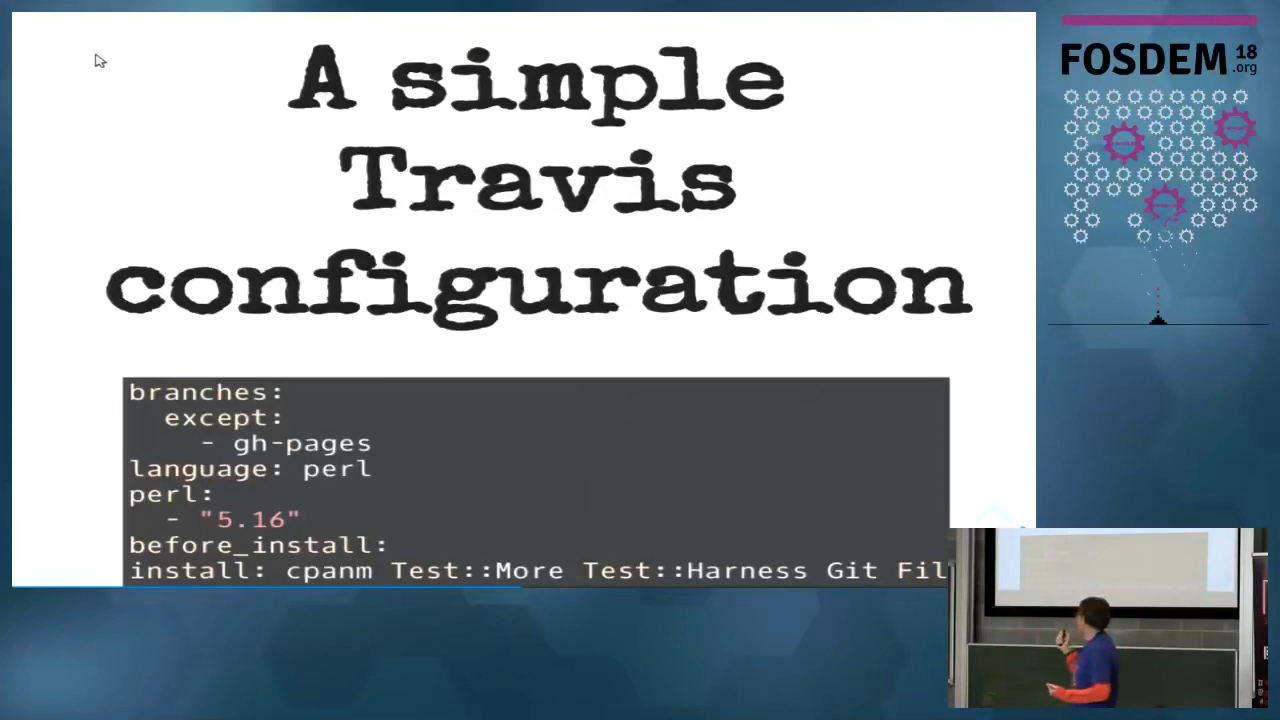 A simple
Travis
configuration
branches:
  except:
    - gh-pages
language: perl
perl:
  - "5.16"
before_install:
install: cpanm Test::More Test::Harness Git Fil
FOSDEM 18
.org